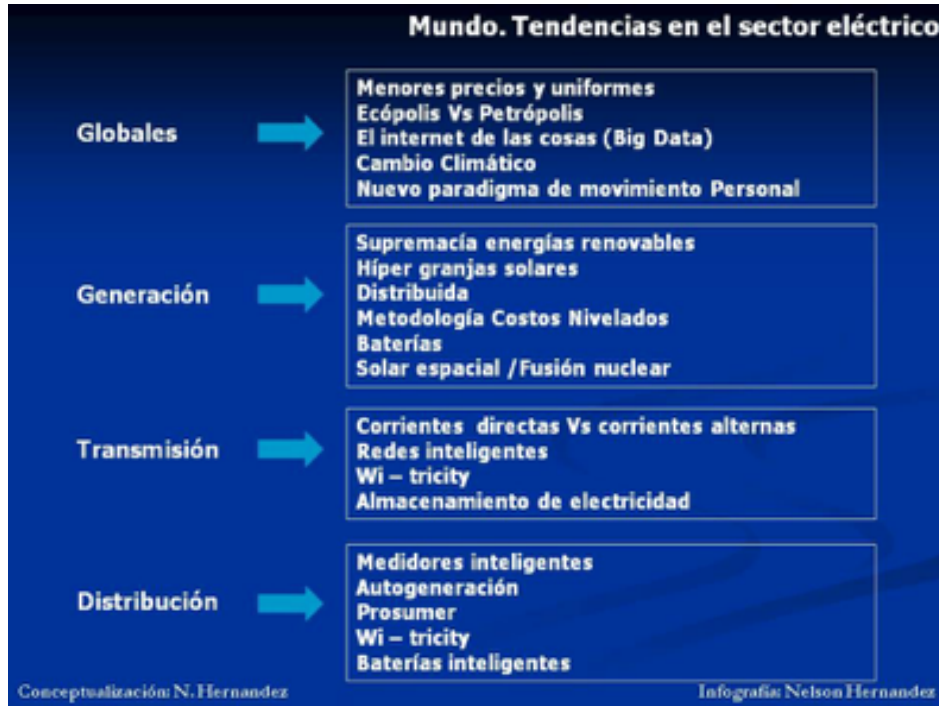 Mundo. Tendencias en el sector eléctrico
Globales
Menores precios y uniformes
Ecópolis Vs Petrópolis
El internet de las cosas (Big Data)
Cambio Climático
Nuevo paradigma de movimiento Personal
Generación
Supremacía energías renovables
Híper granjas solares
Distribuida
Metodología Costos Nivelados
Baterías
Solar espacial /Fusión nuclear
Transmisión
Corrientes directas Vs corrientes alternas
Redes inteligentes
Wi – tricity
Almacenamiento de electricidad
Distribución
Medidores inteligentes
Autogeneración
Prosumer
Wi – tricity
Baterías inteligentes
Conceptualización: N. Hernandez
Infografía: Nelson Hernandez